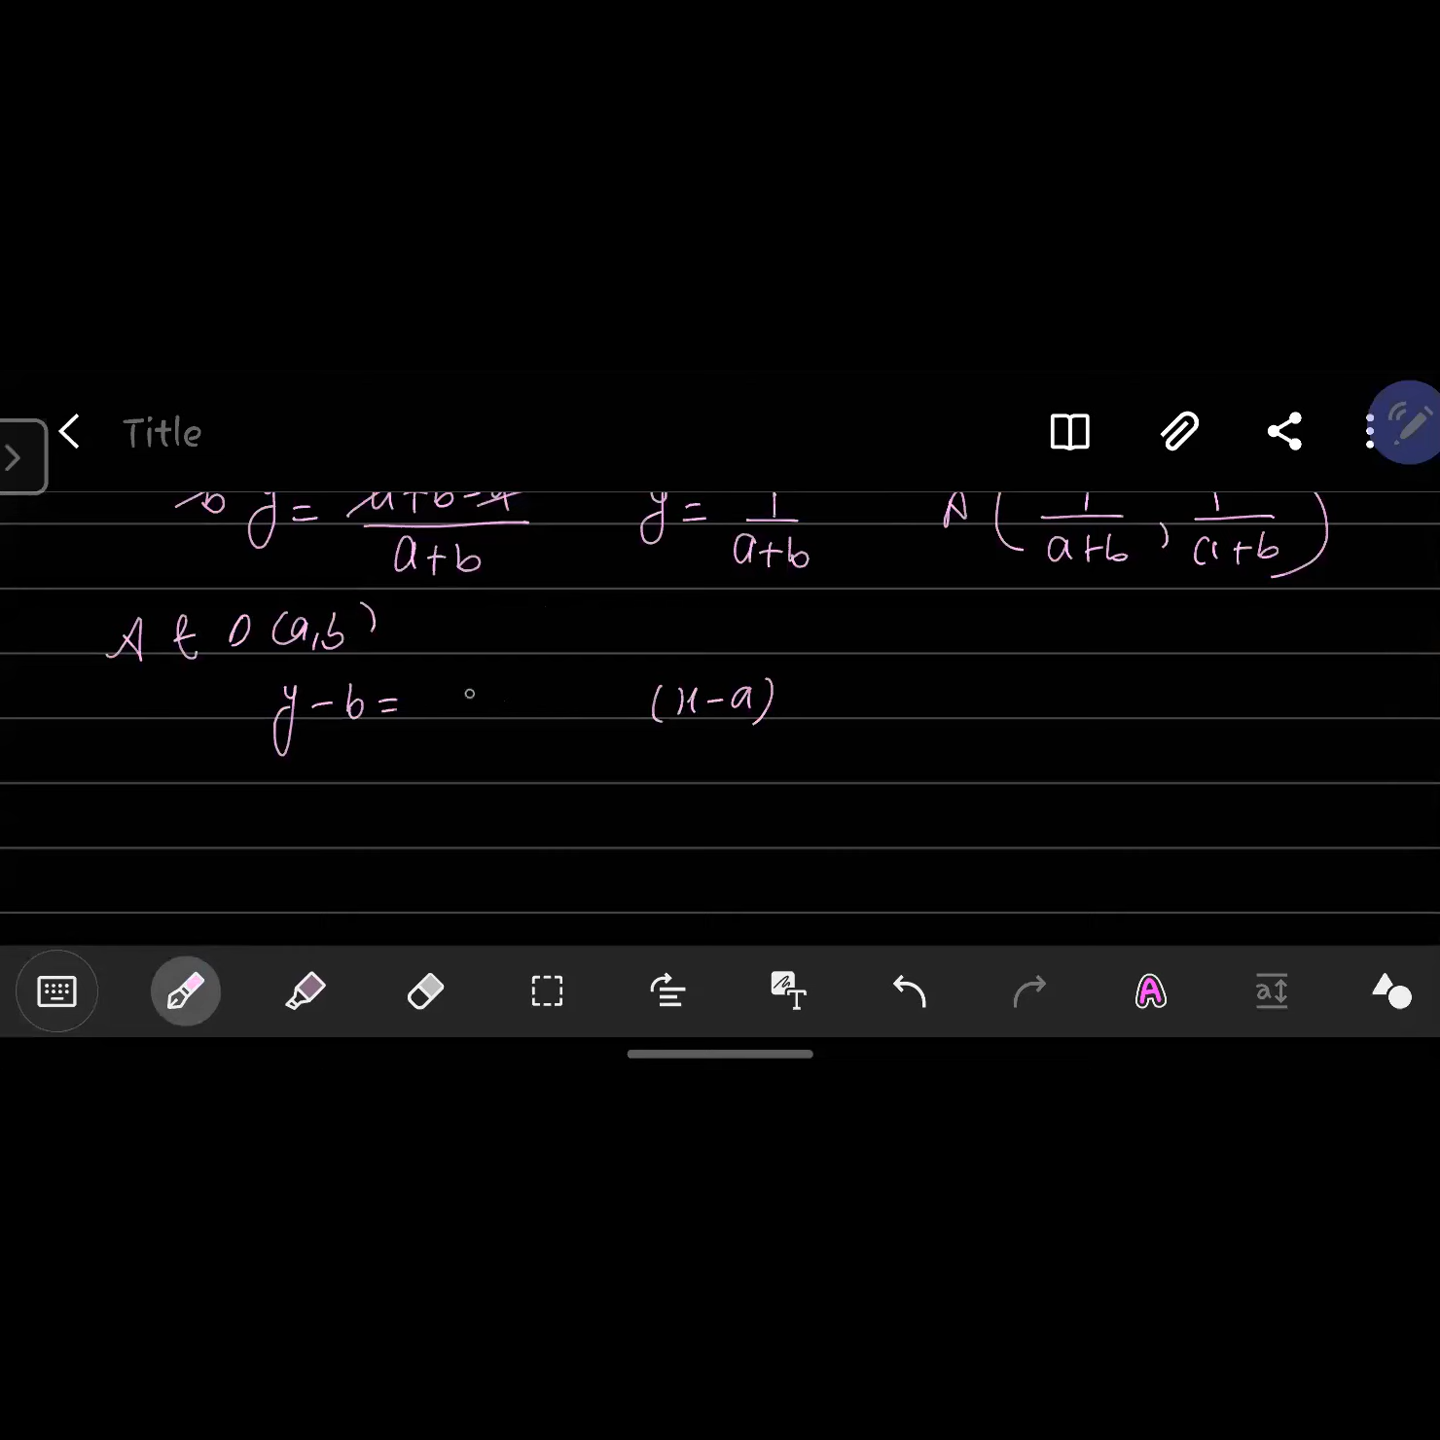 Title
y = a+b-a / a+b y = 1 / a+b A ( 1 / a+b , 1 / a+b )
A & D (a,b)
y - b = (x-a)
A a